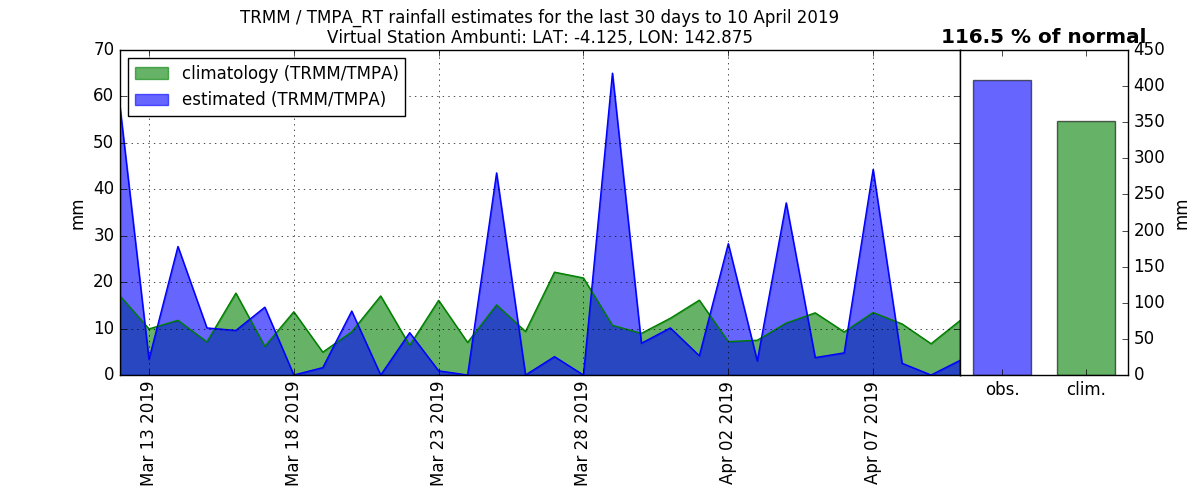 TRMM / TMPA_RT rainfall estimates for the last 30 days to 10 April 2019
Virtual Station Ambunti: LAT: -4.125, LON: 142.875
116.5 % of normal
climatology (TRMM/TMPA)
estimated (TRMM/TMPA)
70
60
50
40
30
20
10
0
mm
Mar 13 2019
Mar 18 2019
Mar 23 2019
Mar 28 2019
Apr 02 2019
Apr 07 2019
450
400
350
300
250
200
150
100
50
0
mm
obs.
clim.